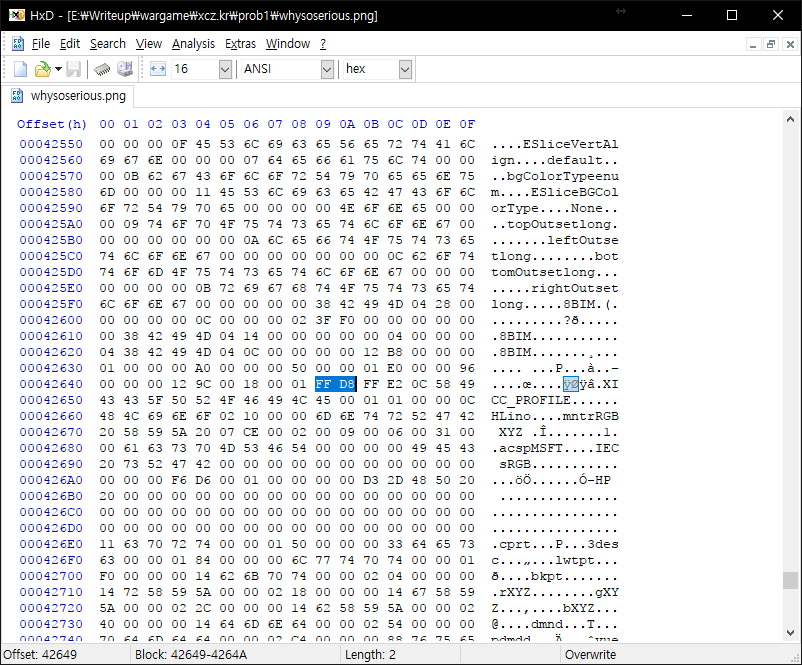 HxD - [E:₩Writeup₩wargame₩xcz.kr₩prob1₩whysoserious.png]
File Edit Search View Analysis Extras Window ?
16 ANSI hex
whysoserious.png
Offset(h) 00 01 02 03 04 05 06 07 08 09 0A 0B 0C 0D 0E 0F
00042550 00 00 00 0F 45 53 6C 69 63 65 56 65 72 74 41 6C ....ESliceVertAl
00042560 69 67 6E 00 00 00 07 64 65 66 61 75 6C 74 00 00 ign....default..
00042570 00 0B 62 67 43 6F 6C 6F 72 54 79 70 65 65 6E 75 ..bgColorTypeenu
00042580 6D 00 00 00 11 45 53 6C 69 63 65 42 47 43 6F 6C m....ESliceBGCol
00042590 6F 72 54 79 70 65 00 00 00 00 4E 6F 6E 65 00 00 orType....None..
000425A0 00 09 74 6F 70 4F 75 74 73 65 74 6C 6F 6E 67 00 ..topOutsetlong.
000425B0 00 00 00 00 00 00 0A 6C 65 66 74 4F 75 74 73 65 .......leftOutse
000425C0 74 6C 6F 6E 67 00 00 00 00 00 00 00 0C 62 6F 74 tlong........bot
000425D0 74 6F 6D 4F 75 74 73 65 74 6C 6F 6E 67 00 00 00 tomOutsetlong...
000425E0 00 00 00 00 0B 72 69 67 68 74 4F 75 74 73 65 74 .....rightOutset
000425F0 6C 6F 6E 67 00 00 00 00 00 38 42 49 4D 04 28 00 long.....8BIM.(.
00042600 00 00 00 00 0C 00 00 00 02 3F F0 00 00 00 00 00 .........?ð.....
00042610 00 38 42 49 4D 04 14 00 00 00 00 00 04 00 00 00 .8BIM...........
00042620 04 38 42 49 4D 04 0C 00 00 00 00 12 B8 00 00 00 .8BIM.......¸...
00042630 01 00 00 00 A0 00 00 00 50 00 00 01 E0 00 00 96 .... ...P...à..–
00042640 00 00 00 12 9C 00 18 00 01 FF D8 FF E2 0C 58 49 ....œ....ÿØÿâ.XI
00042650 43 43 5F 50 52 4F 46 49 4C 45 00 01 01 00 00 0C CC_PROFILE......
00042660 48 4C 69 6E 6F 02 10 00 00 6D 6E 74 72 52 47 42 HLino....mntrRGB
00042670 20 58 59 5A 20 07 CE 00 02 00 09 00 06 00 31 00 XYZ .Î.......1.
00042680 00 61 63 73 70 4D 53 46 54 00 00 00 00 49 45 43 .acspMSFT....IEC
00042690 20 73 52 47 42 00 00 00 00 00 00 00 00 00 00 00 sRGB...........
000426A0 00 00 00 F6 D6 00 01 00 00 00 00 D3 2D 48 50 20 ...öÖ......Ó-HP
000426B0 20 00 00 00 00 00 00 00 00 00 00 00 00 00 00 00 ...............
000426C0 00 00 00 00 00 00 00 00 00 00 00 00 00 00 00 00 ................
000426D0 00 00 00 00 00 00 00 00 00 00 00 00 00 00 00 00 ................
000426E0 11 63 70 72 74 00 00 01 50 00 00 00 33 64 65 73 .cprt...P...3des
000426F0 63 00 00 01 84 00 00 00 6C 77 74 70 74 00 00 01 c...„...lwtpt...
00042700 F0 00 00 00 14 62 6B 70 74 00 00 02 04 00 00 00 ð....bkpt.......
00042710 14 72 58 59 5A 00 00 02 18 00 00 00 14 67 58 59 .rXYZ........gXY
00042720 5A 00 00 02 2C 00 00 00 14 62 58 59 5A 00 00 02 Z...,....bXYZ...
00042730 40 00 00 00 14 64 6D 6E 64 00 00 02 54 00 00 00 @....dmnd...T...
00042740 70 64 6D 64 64 00 00 02 C4 00 00 00 88 76 75 65 pdmdd...Ä...ˆvue
Offset: 42649 Block: 42649-4264A Length: 2 Overwrite